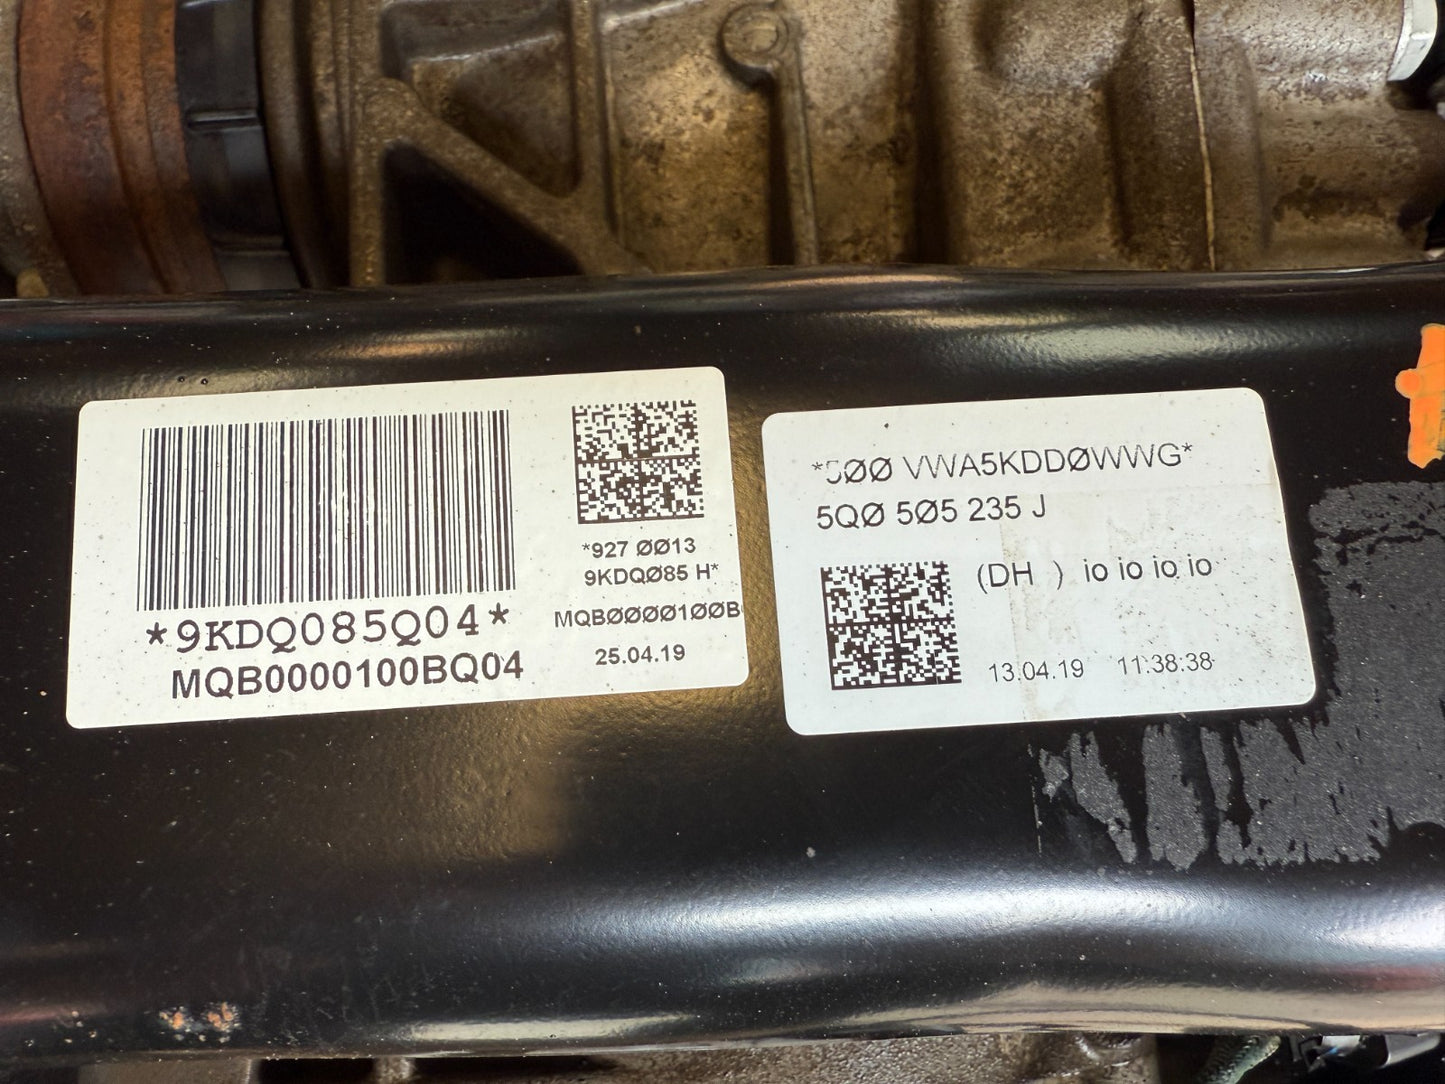 *9KDQ085Q04*
MQB0000100BQ04
*927 ØØ13
9KDQØ85 H*
MQBØØØØ1ØØB
25.04.19
*5ØØ VWA5KDDØWWG*
5QØ 5Ø5 235 J
(DH ) io io io io
13.04.19 11:38:38